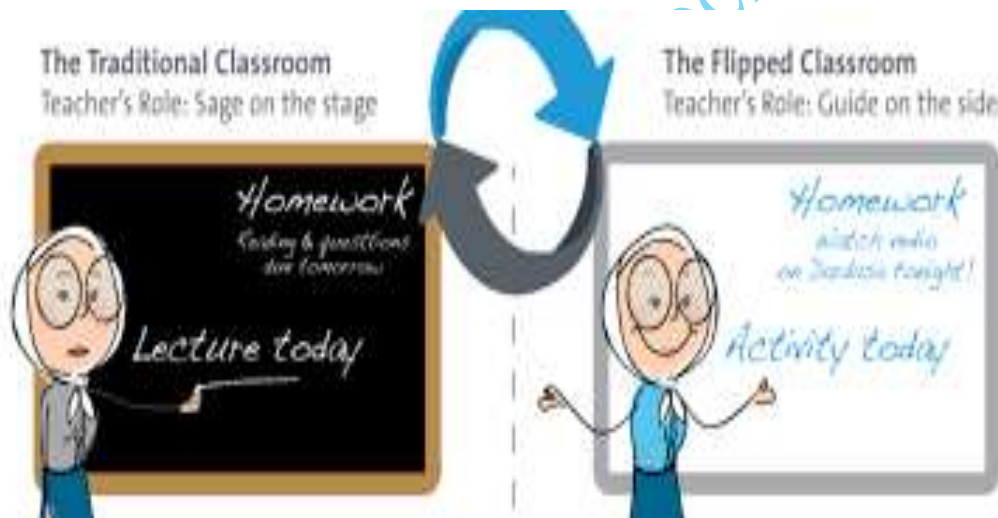 The Traditional Classroom
Teacher's Role: Sage on the stage
Homework
Reading & questions
due tomorrow
Lecture today
The Flipped Classroom
Teacher's Role: Guide on the side
Homework
watch
on tonight!
Activity today